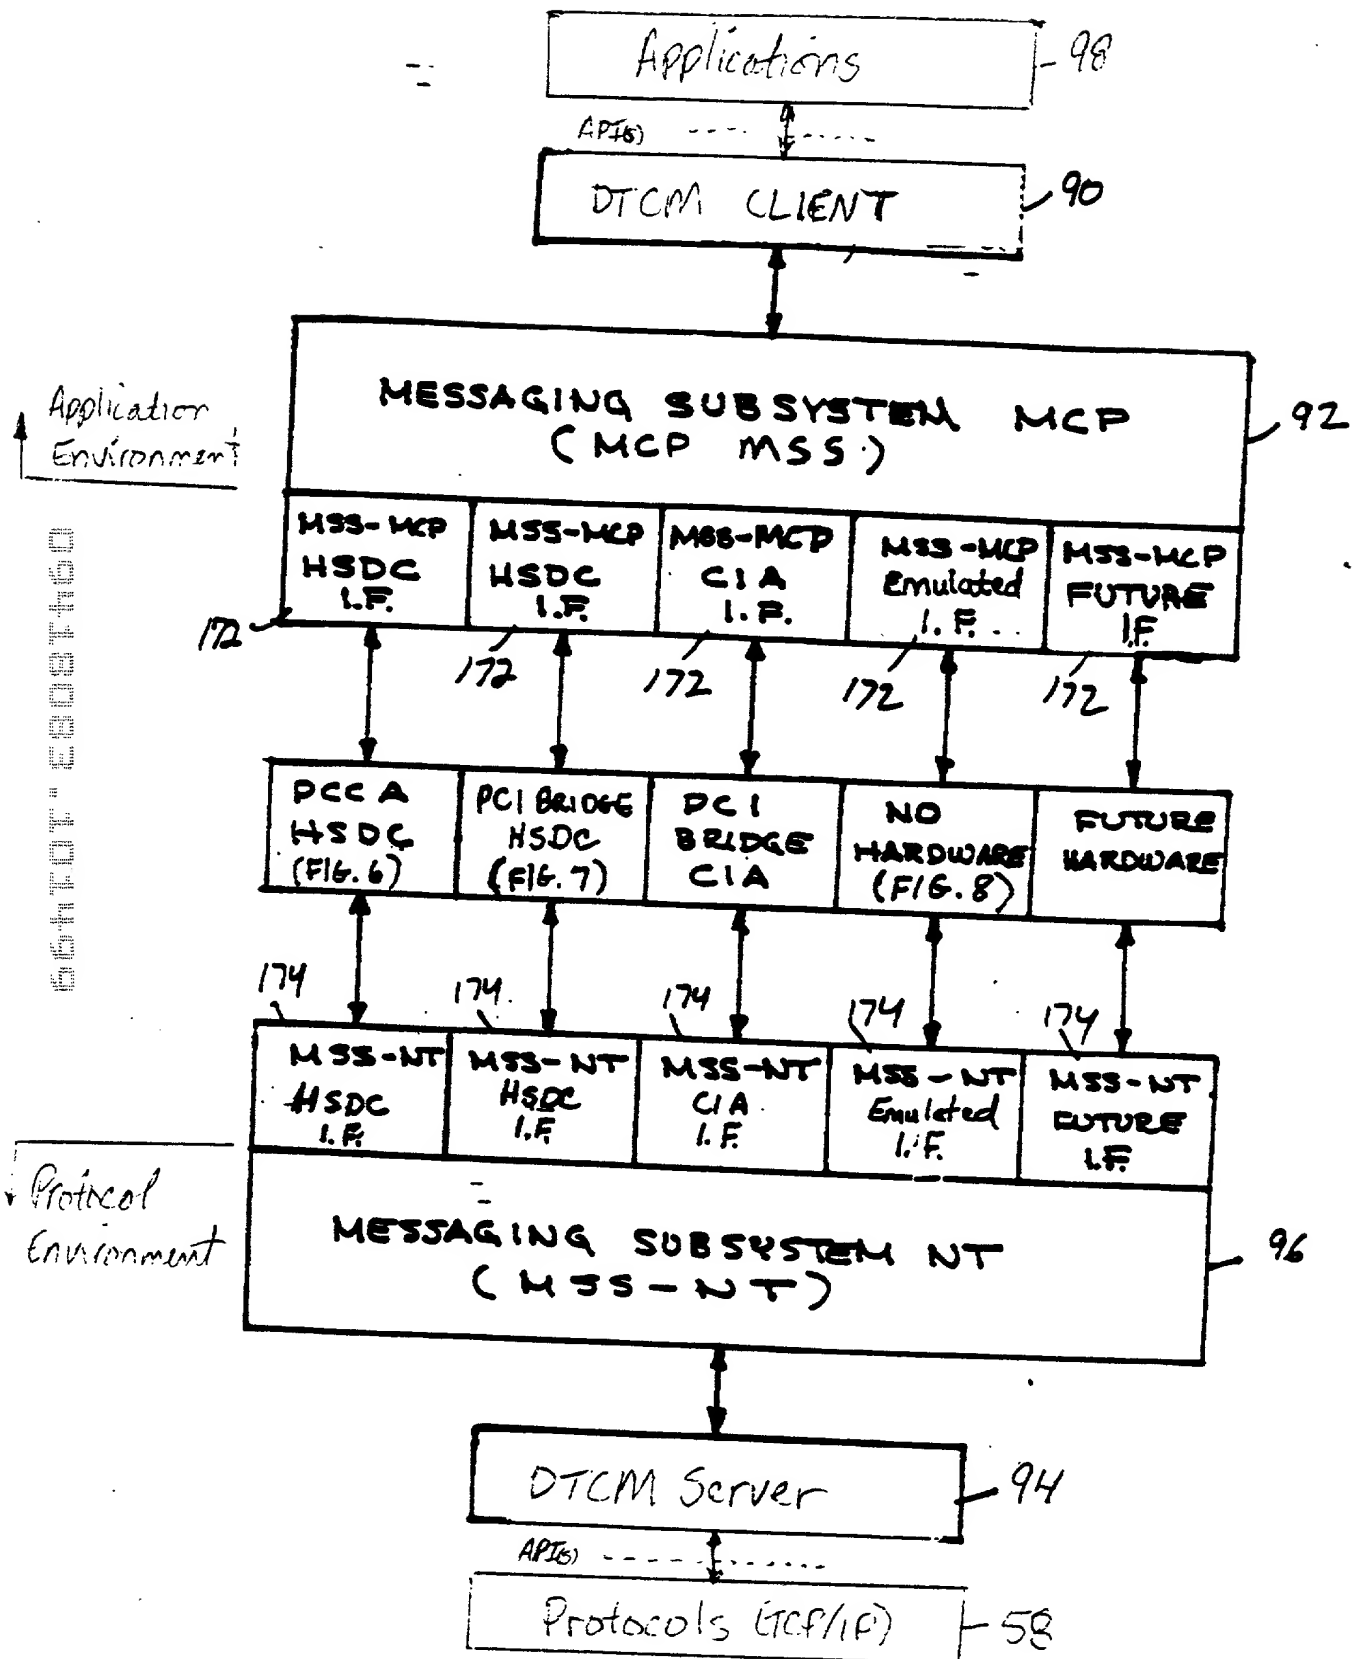 Applications
98
API(s)
DTCM CLIENT
90
MESSAGING SUBSYSTEM MCP
(MCP MSS.)
92
Application
Environment
MSS-MCP
HSDC
I.F.
MSS-MCP
HSDC
I.F.
MSS-MCP
CIA
I.F.
MSS-MCP
Emulated
I.F.
MSS-MCP
FUTURE
I.F.
172
172
172
172
172
PCCA
HSDC
(FIG. 6)
PCI BRIDGE
HSDC
(FIG. 7)
PCI
BRIDGE
CIA
NO
HARDWARE
(FIG. 8)
FUTURE
HARDWARE
174
174
174
174
174
MSS-NT
HSDC
I.F.
MSS-NT
HSDC
I.F.
MSS-NT
CIA
I.F.
MSS-NT
Emulated
I.F.
MSS-NT
FUTURE
I.F.
Protocol
Environment
MESSAGING SUBSYSTEM NT
(MSS-NT)
96
DTCM Server
94
API(s)
Protocols (TCP/IP)
58